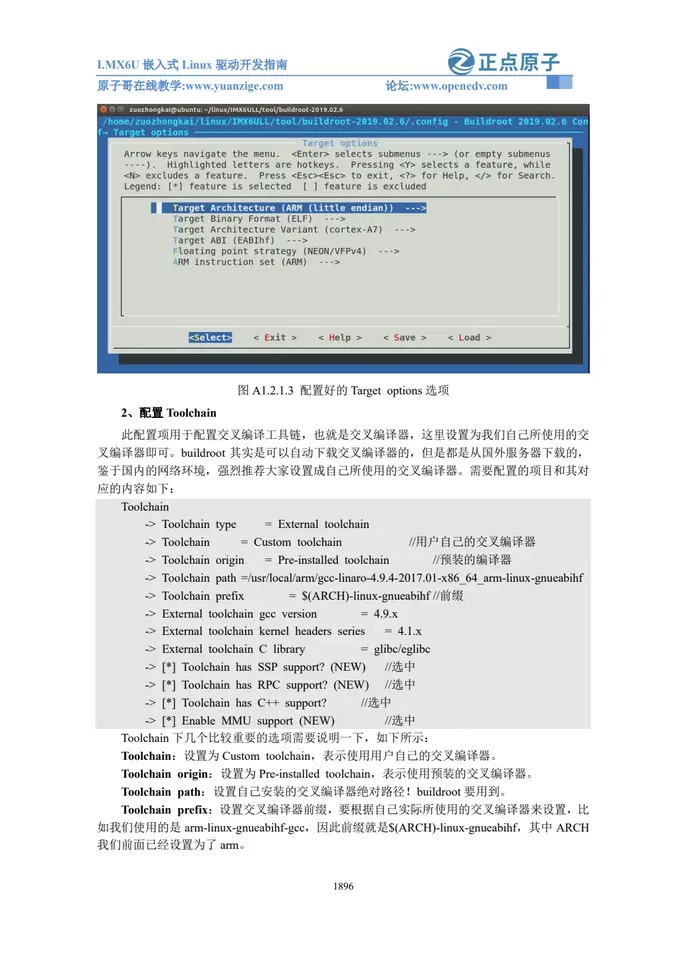 I.MX6U 嵌入式 Linux 驱动开发指南
正点原子
原子哥在线教学:www.yuanzige.com 论坛:www.openedv.com
zuozhongkai@ubuntu: ~/linux/IMX6ULL/tool/buildroot-2019.02.6
/home/zuozhongkai/linux/IMX6ULL/tool/buildroot-2019.02.6/.config - Buildroot 2019.02.6 Con
f→ Target options
Target options
Arrow keys navigate the menu. <Enter> selects submenus ---> (or empty submenus
----). Highlighted letters are hotkeys. Pressing <Y> selects a feature, while
<N> excludes a feature. Press <Esc><Esc> to exit, <?> for Help, </> for Search.
Legend: [*] feature is selected [ ] feature is excluded
Target Architecture (ARM (little endian)) --->
Target Binary Format (ELF) --->
Target Architecture Variant (cortex-A7) --->
Target ABI (EABIhf) --->
Floating point strategy (NEON/VFPv4) --->
ARM instruction set (ARM) --->
<Select> < Exit > < Help > < Save > < Load >
图 A1.2.1.3 配置好的 Target options 选项
2、配置 Toolchain
此配置项用于配置交叉编译工具链，也就是交叉编译器，这里设置为我们自己所使用的交
叉编译器即可。buildroot 其实是可以自动下载交叉编译器的，但是都是从国外服务器下载的，
鉴于国内的网络环境，强烈推荐大家设置成自己所使用的交叉编译器。需要配置的项目和其对
应的内容如下：
Toolchain
-> Toolchain type = External toolchain
-> Toolchain = Custom toolchain //用户自己的交叉编译器
-> Toolchain origin = Pre-installed toolchain //预装的编译器
-> Toolchain path =/usr/local/arm/gcc-linaro-4.9.4-2017.01-x86_64_arm-linux-gnueabihf
-> Toolchain prefix = $(ARCH)-linux-gnueabihf //前缀
-> External toolchain gcc version = 4.9.x
-> External toolchain kernel headers series = 4.1.x
-> External toolchain C library = glibc/eglibc
-> [*] Toolchain has SSP support? (NEW) //选中
-> [*] Toolchain has RPC support? (NEW) //选中
-> [*] Toolchain has C++ support? //选中
-> [*] Enable MMU support (NEW) //选中
Toolchain 下几个比较重要的选项需要说明一下，如下所示：
Toolchain：设置为 Custom toolchain，表示使用用户自己的交叉编译器。
Toolchain origin：设置为 Pre-installed toolchain，表示使用预装的交叉编译器。
Toolchain path：设置自己安装的交叉编译器绝对路径！buildroot 要用到。
Toolchain prefix：设置交叉编译器前缀，要根据自己实际所使用的交叉编译器来设置，比
如我们使用的是 arm-linux-gnueabihf-gcc，因此前缀就是$(ARCH)-linux-gnueabihf，其中 ARCH
我们前面已经设置为了 arm。
1896